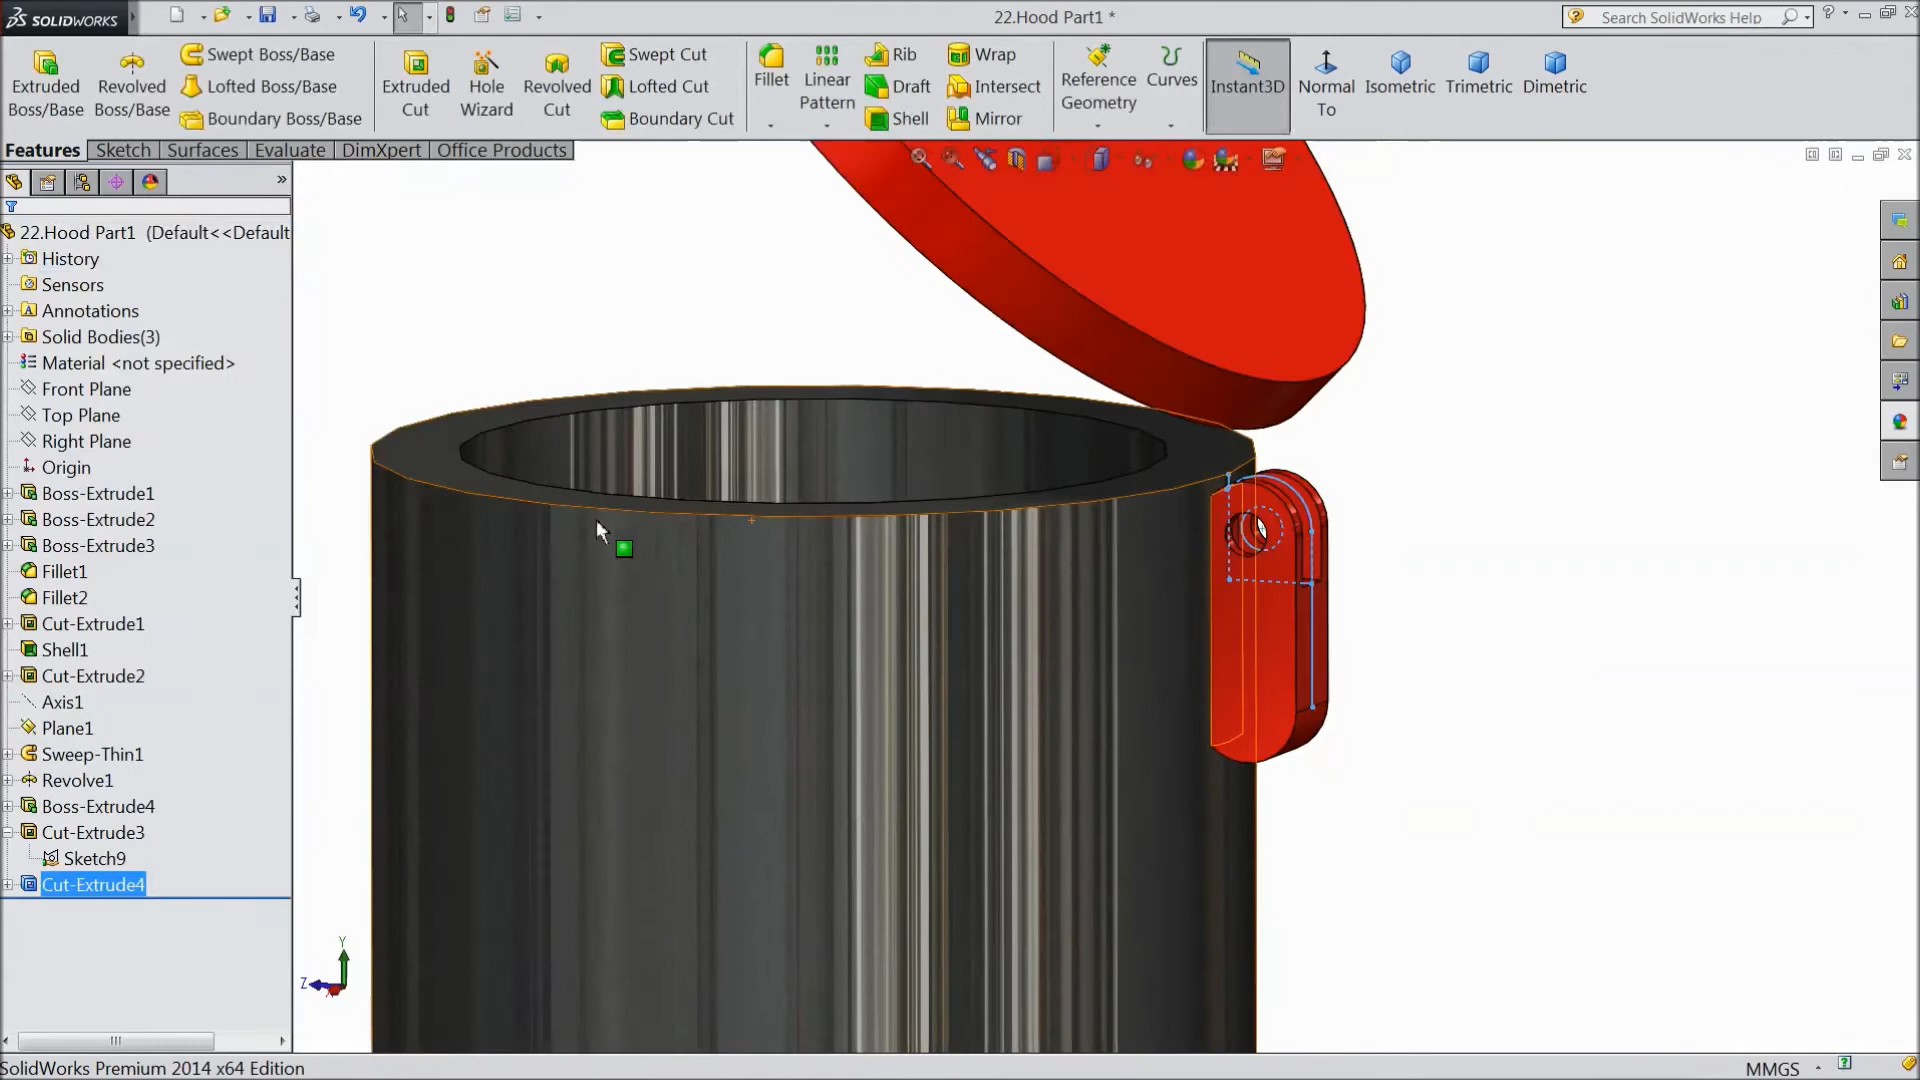 SOLIDWORKS
22.Hood Part1 *
Search SolidWorks Help
Extruded Boss/Base
Revolved Boss/Base
Swept Boss/Base
Lofted Boss/Base
Boundary Boss/Base
Extruded Cut
Hole Wizard
Revolved Cut
Swept Cut
Lofted Cut
Boundary Cut
Fillet
Linear Pattern
Rib
Draft
Shell
Wrap
Intersect
Mirror
Reference Geometry
Curves
Instant3D
Normal To
Isometric
Trimetric
Dimetric
Features
Sketch
Surfaces
Evaluate
DimXpert
Office Products
22.Hood Part1 (Default<<Default
History
Sensors
Annotations
Solid Bodies(3)
Material <not specified>
Front Plane
Top Plane
Right Plane
Origin
Boss-Extrude1
Boss-Extrude2
Boss-Extrude3
Fillet1
Fillet2
Cut-Extrude1
Shell1
Cut-Extrude2
Axis1
Plane1
Sweep-Thin1
Revolve1
Boss-Extrude4
Cut-Extrude3
Sketch9
Cut-Extrude4
Y
Z
SolidWorks Premium 2014 x64 Edition
MMGS